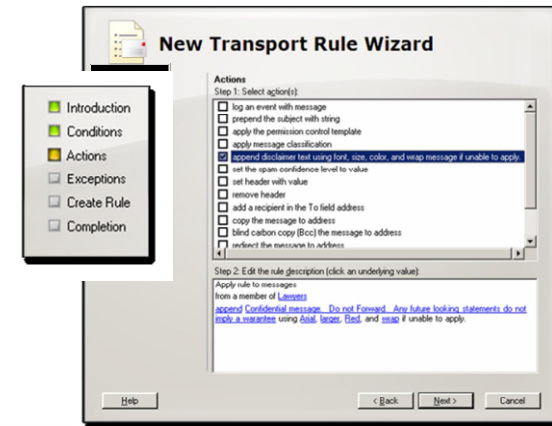 New Transport Rule Wizard
Introduction
Conditions
Actions
Exceptions
Create Rule
Completion
Actions
Step 1: Select action(s):
log an event with message
prepend the subject with string
apply the permission control template
apply message classification
append disclaimer text using font, size, color, and wrap message if unable to apply.
set the spam confidence level to value
set header with value
remove header
add a recipient in the To field address
copy the message to address
blind carbon copy (Bcc) the message to address
redirect the message to address
Step 2: Edit the rule description (click an underlying value):
Apply rule to messages
from a member of Lawyers
append Confidential message. Do not Forward. Any future looking statements do not
imply a warantee using Arial, larger, Red, and wrap if unable to apply.
Help
< Back
Next >
Cancel